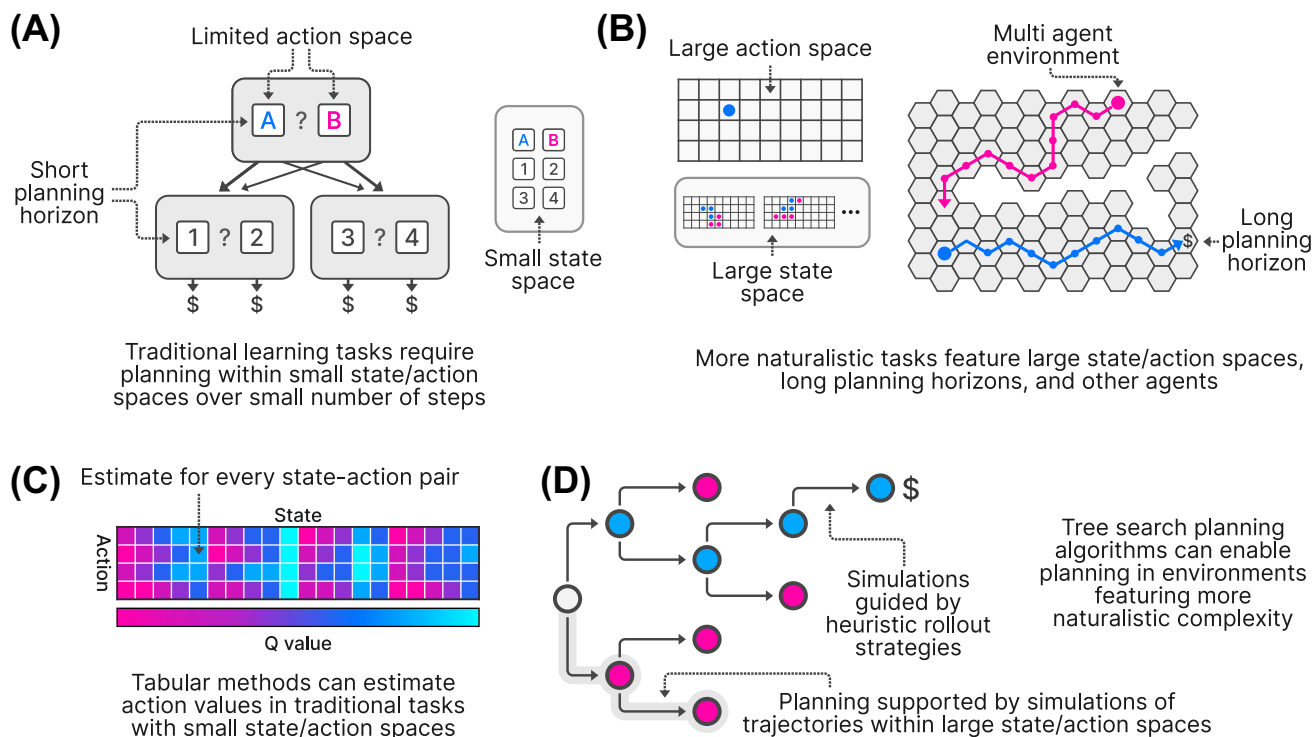 (A)
Limited action space
A ? B
Short
planning
horizon
1 ? 2
3 ? 4
$ $ $ $
A B
1 2
3 4
Small state
space
Traditional learning tasks require
planning within small state/action
spaces over small number of steps
(B)
Large action space
...
Large state
space
Multi agent
environment
$
Long
planning
horizon
More naturalistic tasks feature large state/action spaces,
long planning horizons, and other agents
(C)
Estimate for every state-action pair
State
Action
Q value
Tabular methods can estimate
action values in traditional tasks
with small state/action spaces
(D)
$
Simulations
guided by
heuristic rollout
strategies
Planning supported by simulations of
trajectories within large state/action spaces
Tree search planning
algorithms can enable
planning in environments
featuring more
naturalistic complexity